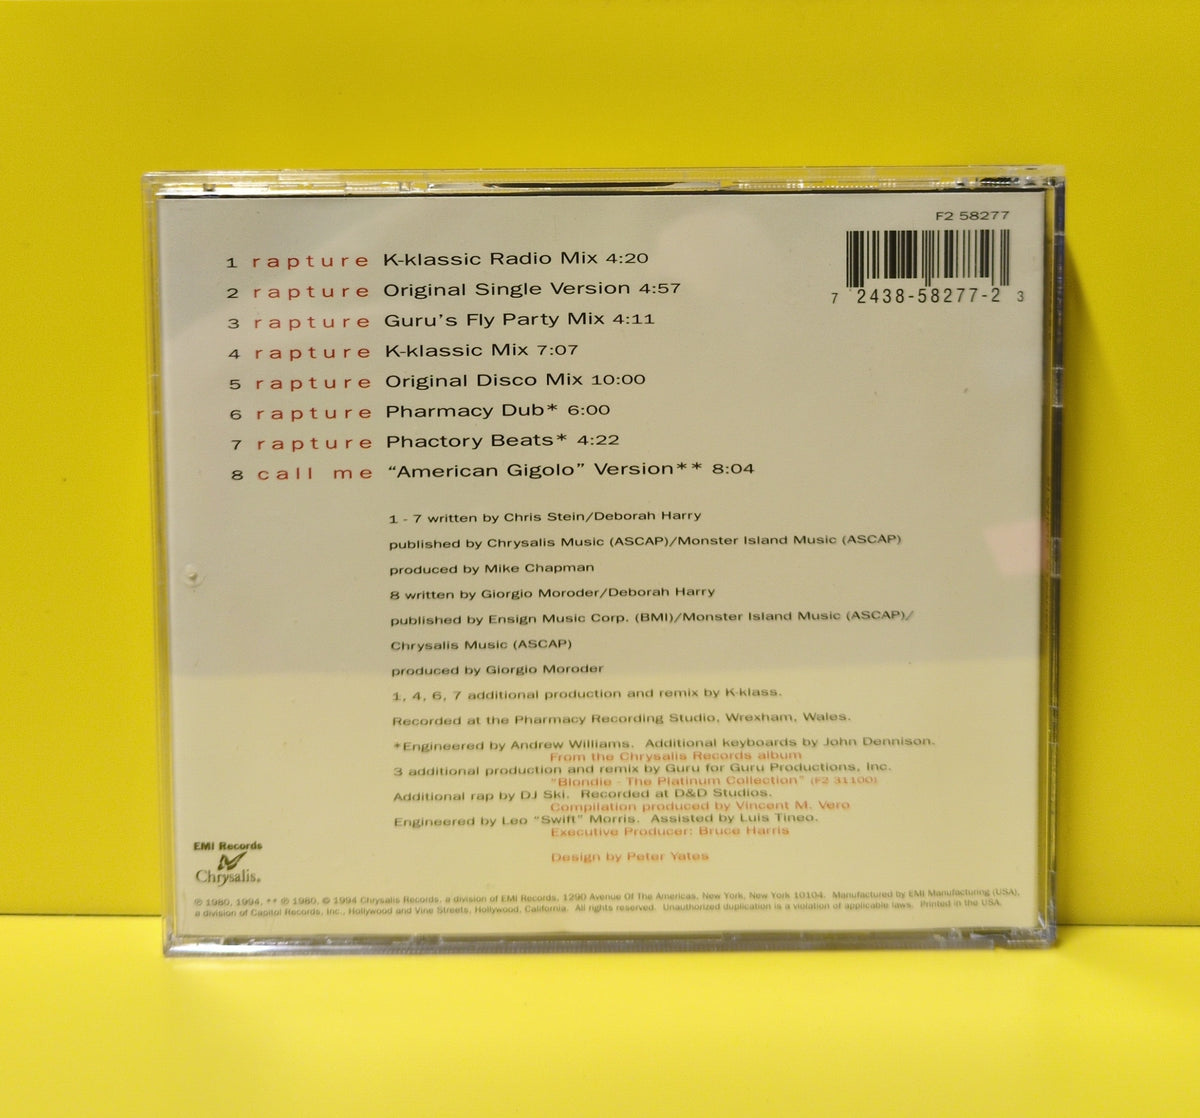 F2 58277
7 2438-58277-2 3
1 rapture K-klassic Radio Mix 4:20
2 rapture Original Single Version 4:57
3 rapture Guru's Fly Party Mix 4:11
4 rapture K-klassic Mix 7:07
5 rapture Original Disco Mix 10:00
6 rapture Pharmacy Dub* 6:00
7 rapture Phactory Beats* 4:22
8 call me “American Gigolo” Version** 8:04
1 - 7 written by Chris Stein/Deborah Harry
published by Chrysalis Music (ASCAP)/Monster Island Music (ASCAP)
produced by Mike Chapman
8 written by Giorgio Moroder/Deborah Harry
published by Ensign Music Corp. (BMI)/Monster Island Music (ASCAP)/
Chrysalis Music (ASCAP)
produced by Giorgio Moroder
1, 4, 6, 7 additional production and remix by K-klass.
Recorded at the Pharmacy Recording Studio, Wrexham, Wales.
*Engineered by Andrew Williams. Additional keyboards by John Dennison.
From the Chrysalis Records album
3 additional production and remix by Guru for Guru Productions, Inc.
“Blondie - The Platinum Collection” (F2 31100)
Additional rap by DJ Ski. Recorded at D&D Studios.
Compilation produced by Vincent M. Vero
Engineered by Leo “Swift” Morris. Assisted by Luis Tineo.
Executive Producer: Bruce Harris
Design by Peter Yates
EMI Records
Chrysalis.
℗ 1980, 1994, ** ℗ 1980, © 1994 Chrysalis Records, a division of EMI Records, 1290 Avenue Of The Americas, New York, New York 10104. Manufactured by EMI Manufacturing (USA),
a division of Capitol Records, Inc., Hollywood and Vine Streets, Hollywood, California. All rights reserved. Unauthorized duplication is a violation of applicable laws. Printed in the USA.